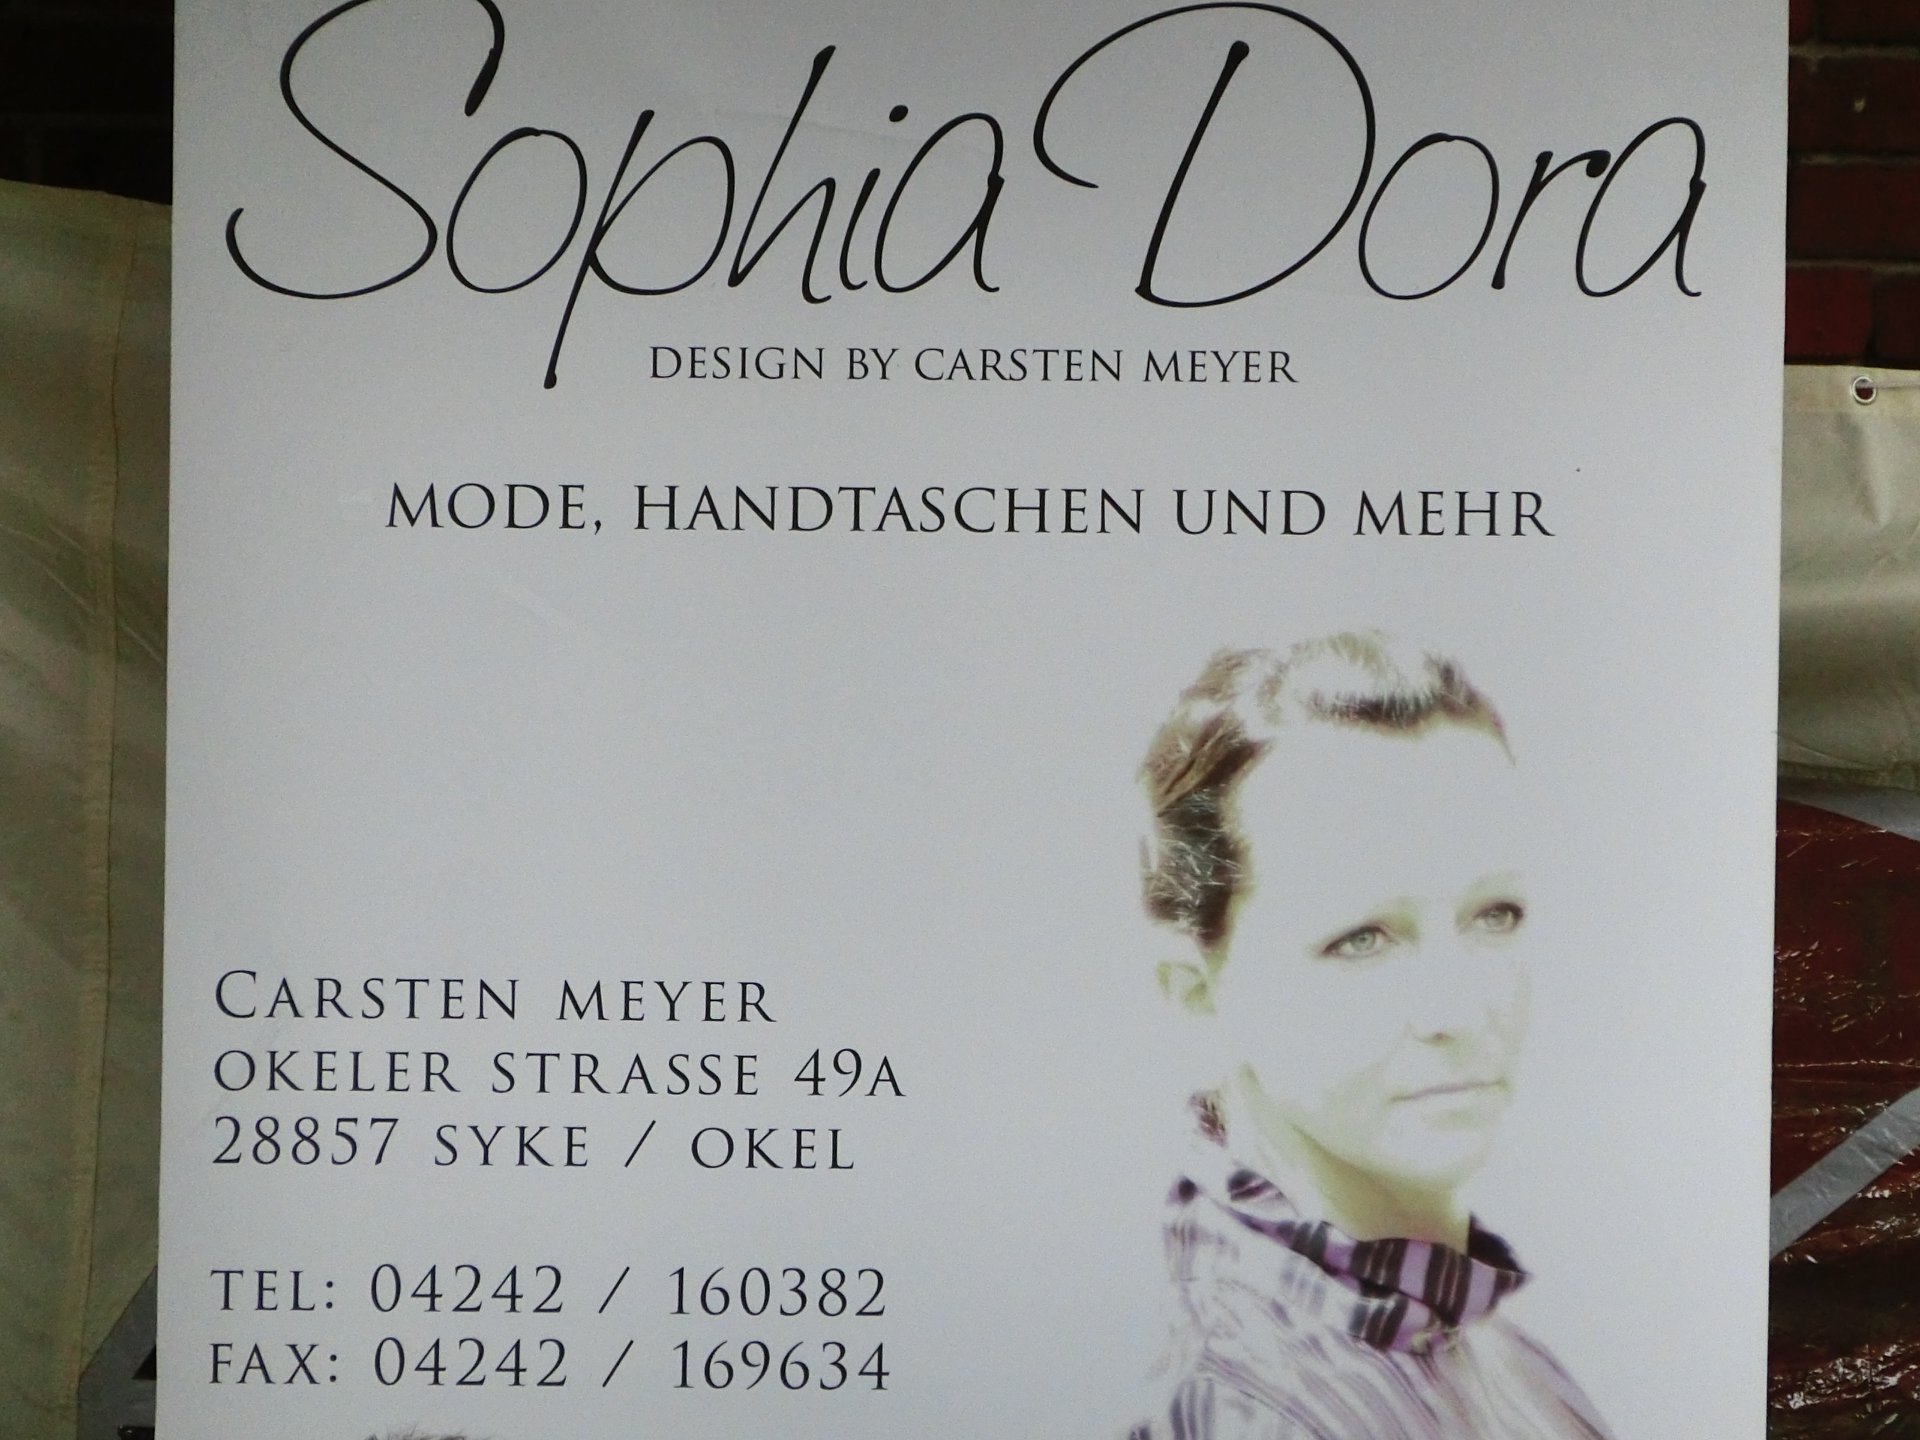 Sophia Dora
DESIGN BY CARSTEN MEYER
MODE, HANDTASCHEN UND MEHR
CARSTEN MEYER
OKELER STRASSE 49A
28857 SYKE / OKEL
TEL: 04242 / 160382
FAX: 04242 / 169634